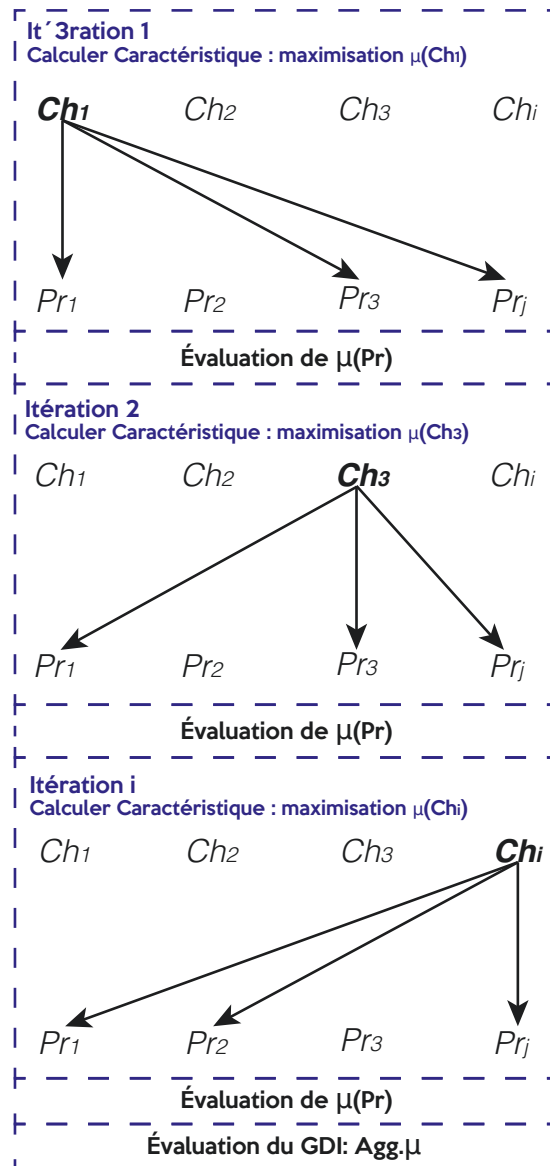 It´3ration 1
Calculer Caractéristique : maximisation μ(Ch1)
Ch1 Ch2 Ch3 Chi
Pr1 Pr2 Pr3 Prj
Évaluation de μ(Pr)
Itération 2
Calculer Caractéristique : maximisation μ(Ch3)
Ch1 Ch2 Ch3 Chi
Pr1 Pr2 Pr3 Prj
Évaluation de μ(Pr)
Itération i
Calculer Caractéristique : maximisation μ(Chi)
Ch1 Ch2 Ch3 Chi
Pr1 Pr2 Pr3 Prj
Évaluation de μ(Pr)
Évaluation du GDI: Agg.μ